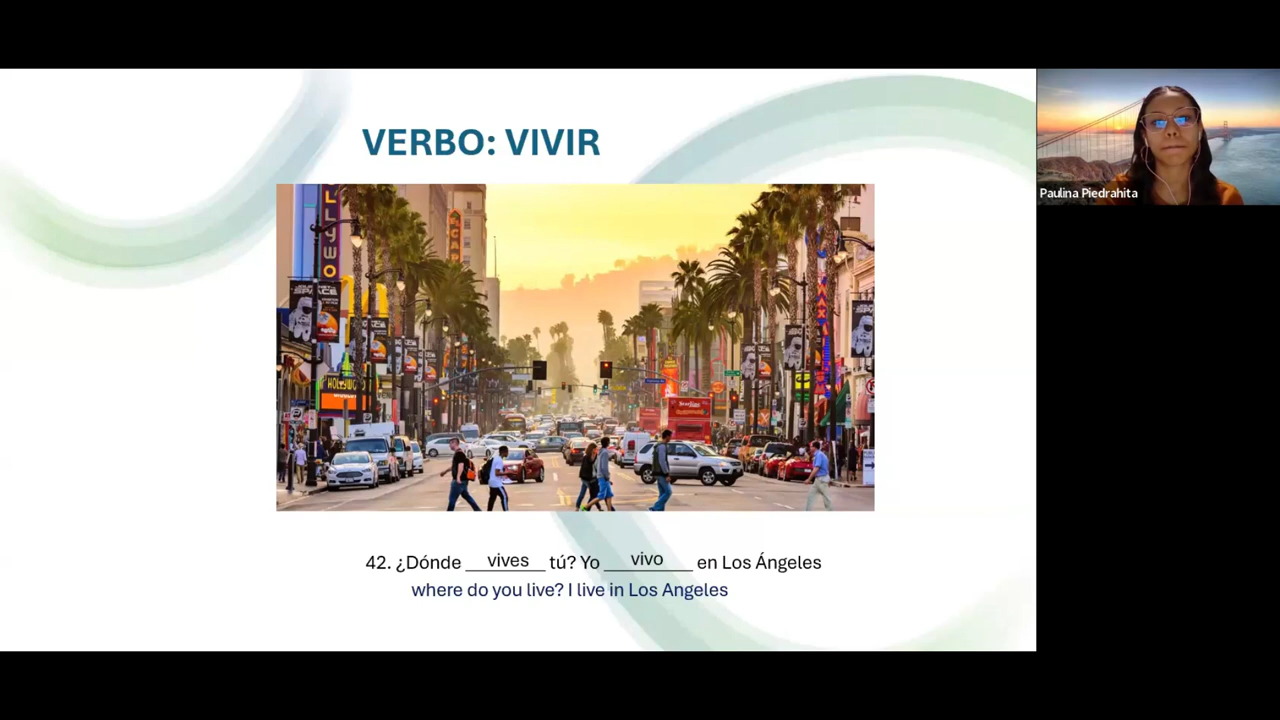 VERBO: VIVIR
HOLLYWOOD
42. ¿Dónde vives tú? Yo vivo en Los Ángeles
where do you live? I live in Los Angeles
Paulina Piedrahita